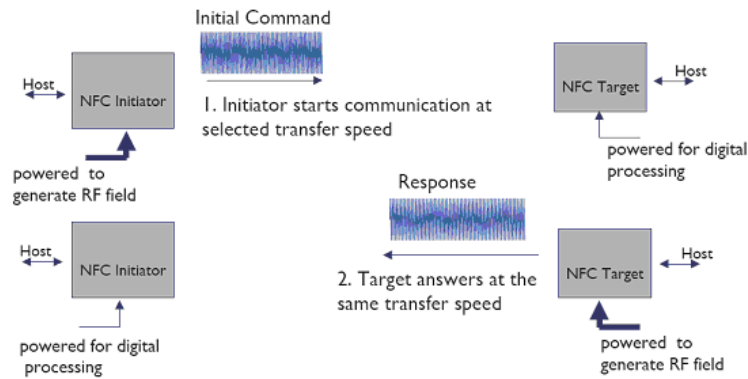 Initial Command
Host
NFC Initiator
1. Initiator starts communication at
selected transfer speed
powered to
generate RF field
Host
NFC Target
powered for digital
processing
Response
Host
NFC Initiator
2. Target answers at the
same transfer speed
powered for digital
processing
Host
NFC Target
powered to
generate RF field